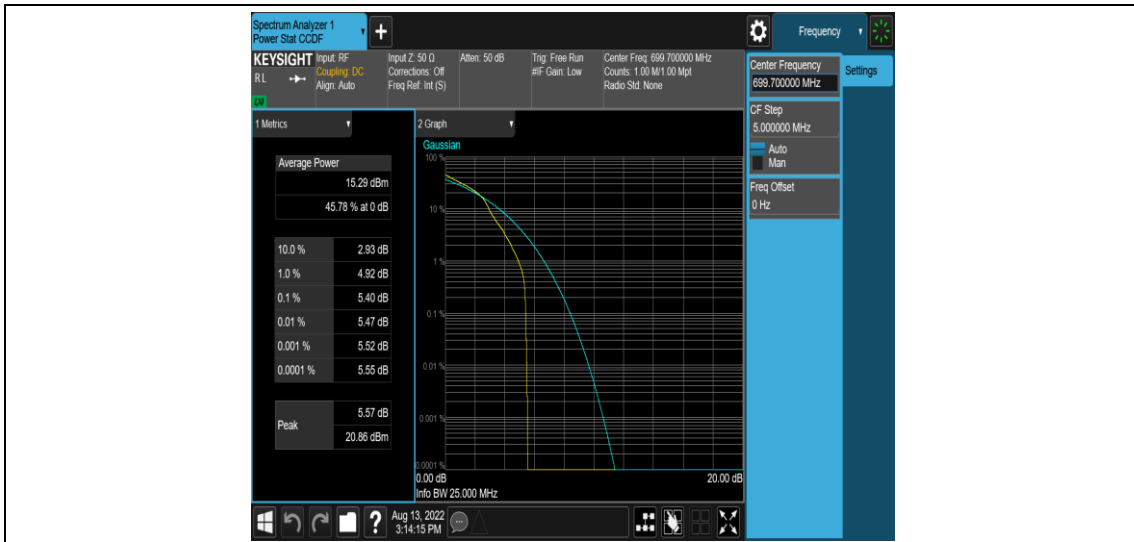 Spectrum Analyzer 1
Power Stat CCDF
Frequency
KEYSIGHT
RL
LXI
Input: RF
Coupling: DC
Align: Auto
Input Z: 50 Ω
Corrections: Off
Freq Ref: Int (S)
Atten: 50 dB
Trig: Free Run
#IF Gain: Low
Center Freq: 699.700000 MHz
Counts: 1.00 M/1.00 Mpt
Radio Std: None
Center Frequency
699.700000 MHz
Settings
CF Step
5.000000 MHz
Auto
Man
Freq Offset
0 Hz
1 Metrics
Average Power
15.29 dBm
45.78 % at 0 dB
10.0 % 2.93 dB
1.0 % 4.92 dB
0.1 % 5.40 dB
0.01 % 5.47 dB
0.001 % 5.52 dB
0.0001 % 5.55 dB
Peak
5.57 dB
20.86 dBm
2 Graph
Gaussian
100 %
10 %
1 %
0.1 %
0.01 %
0.001 %
0.0001 %
0.00 dB 20.00 dB
Info BW 25.000 MHz
Aug 13, 2022
3:14:15 PM